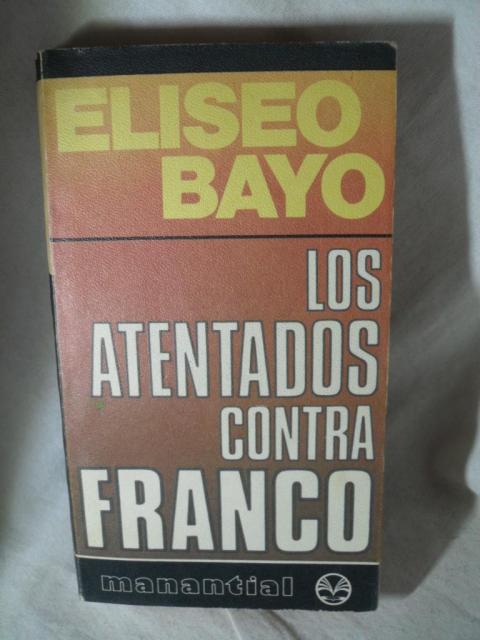 ELISEO
BAYO
LOS
ATENTADOS
CONTRA
FRANCO
manantial